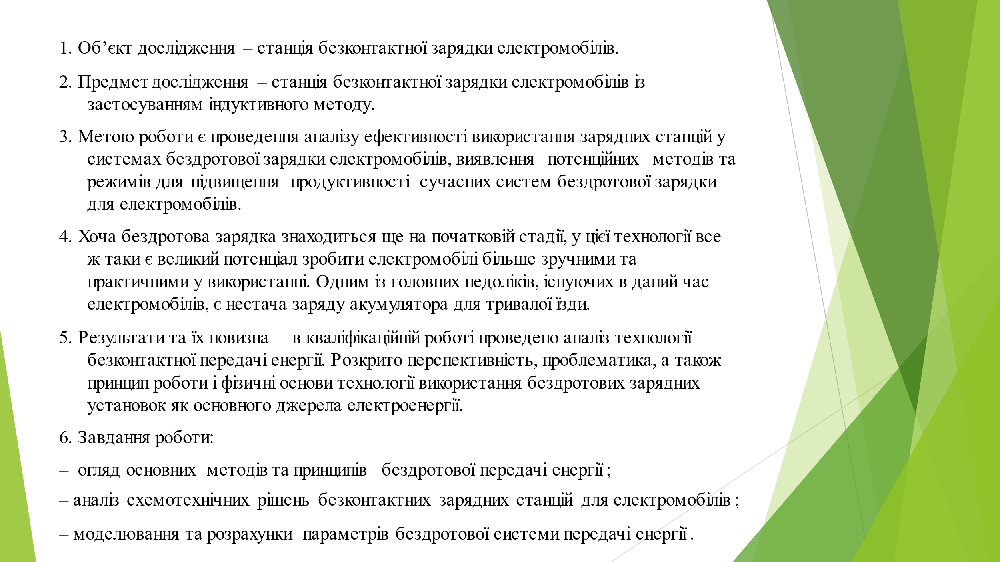 1. Об’єкт дослідження – станція безконтактної зарядки електромобілів.
2. Предмет дослідження – станція безконтактної зарядки електромобілів із
застосуванням індуктивного методу.
3. Метою роботи є проведення аналізу ефективності використання зарядних станцій у
системах бездротової зарядки електромобілів, виявлення потенційних методів та
режимів для підвищення продуктивності сучасних систем бездротової зарядки
для електромобілів.
4. Хоча бездротова зарядка знаходиться ще на початковій стадії, у цієї технології все
ж таки є великий потенціал зробити електромобілі більше зручними та
практичними у використанні. Одним із головних недоліків, існуючих в даний час
електромобілів, є нестача заряду акумулятора для тривалої їзди.
5. Результати та їх новизна – в кваліфікаційній роботі проведено аналіз технології
безконтактної передачі енергії. Розкрито перспективність, проблематика, а також
принцип роботи і фізичні основи технології використання бездротових зарядних
установок як основного джерела електроенергії.
6. Завдання роботи:
– огляд основних методів та принципів бездротової передачі енергії ;
– аналіз схемотехнічних рішень безконтактних зарядних станцій для електромобілів ;
– моделювання та розрахунки параметрів бездротової системи передачі енергії .